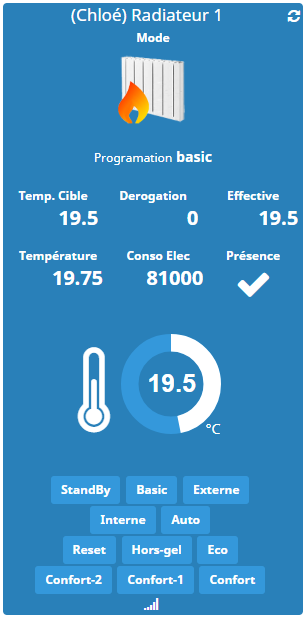 (Chloé) Radiateur 1
Mode
Programation basic
Temp. Cible Derogation Effective
19.5 0 19.5
Température Conso Elec Présence
19.75 81000
19.5
°C
StandBy Basic Externe
Interne Auto
Reset Hors-gel Eco
Confort-2 Confort-1 Confort